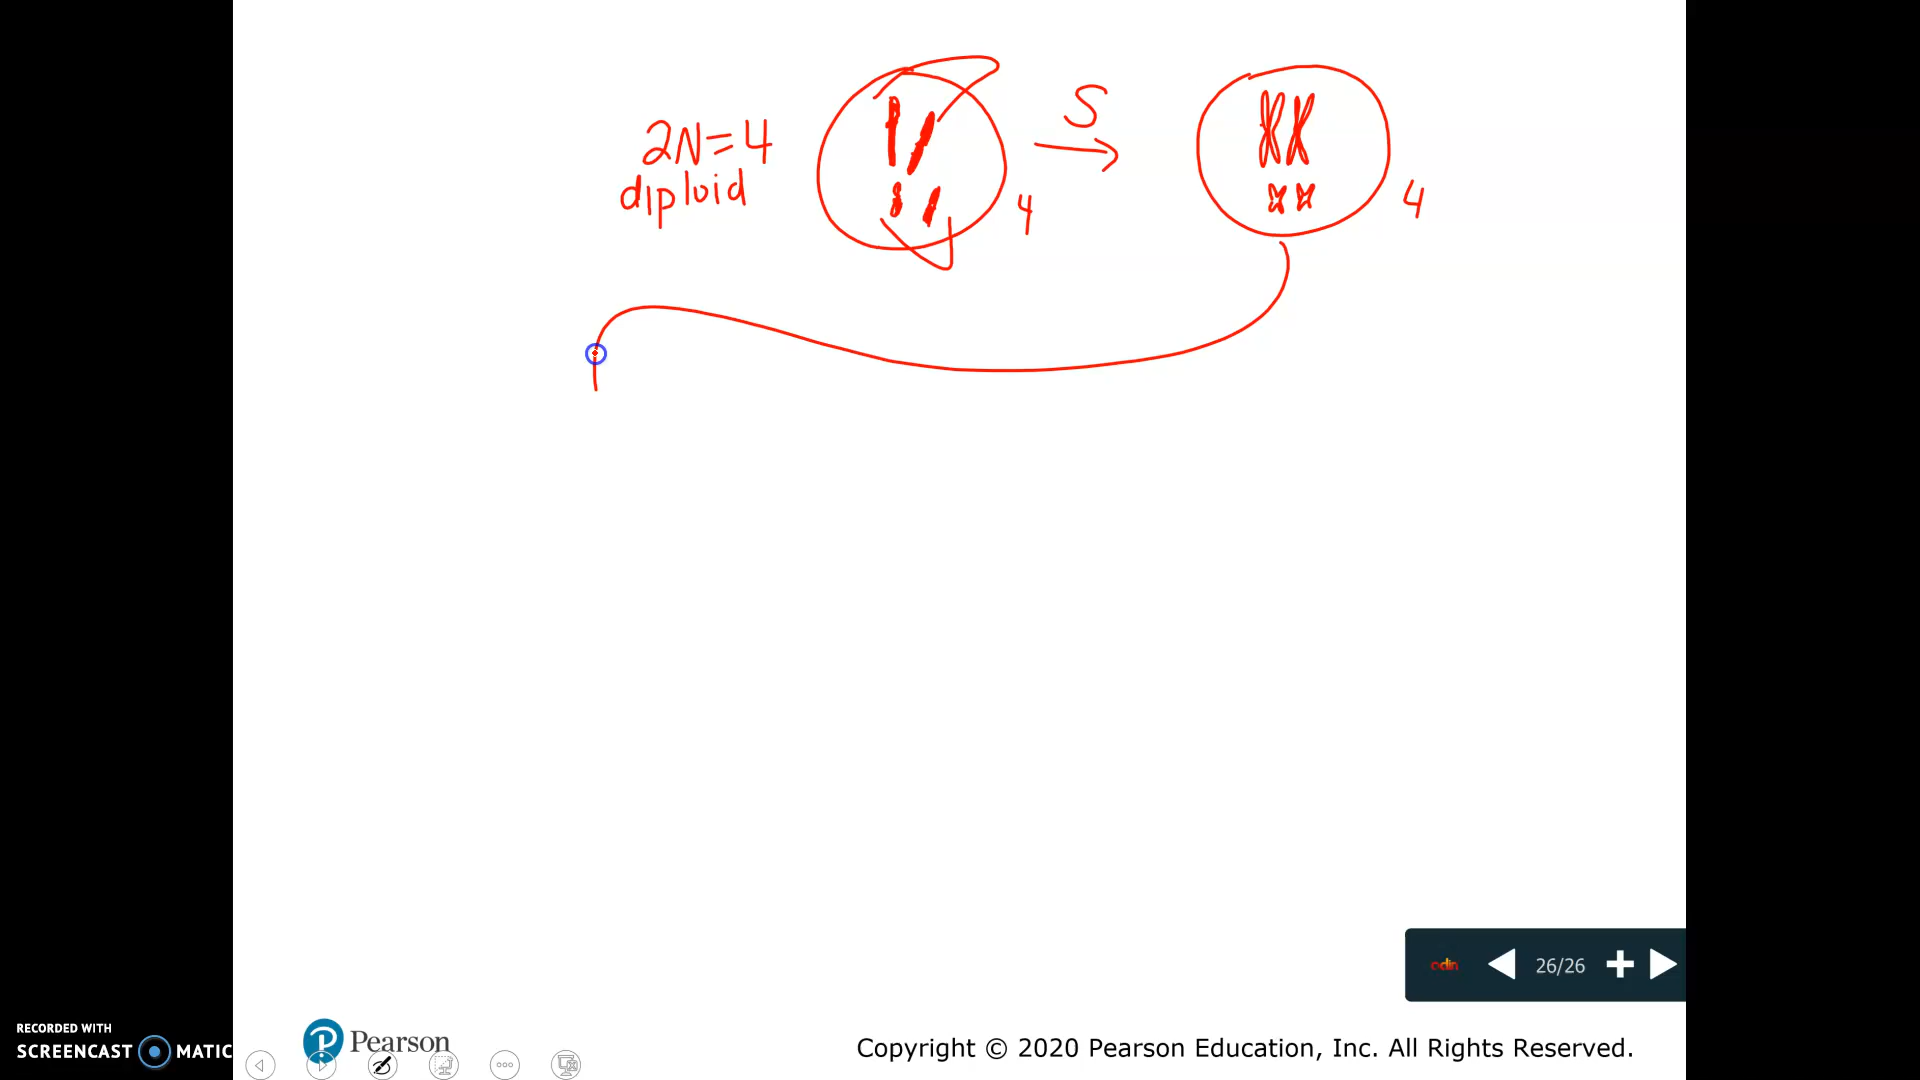 2N=4
diploid
4
S
4
26/26
odin
Pearson
Copyright © 2020 Pearson Education, Inc. All Rights Reserved.
RECORDED WITH
SCREENCAST MATIC